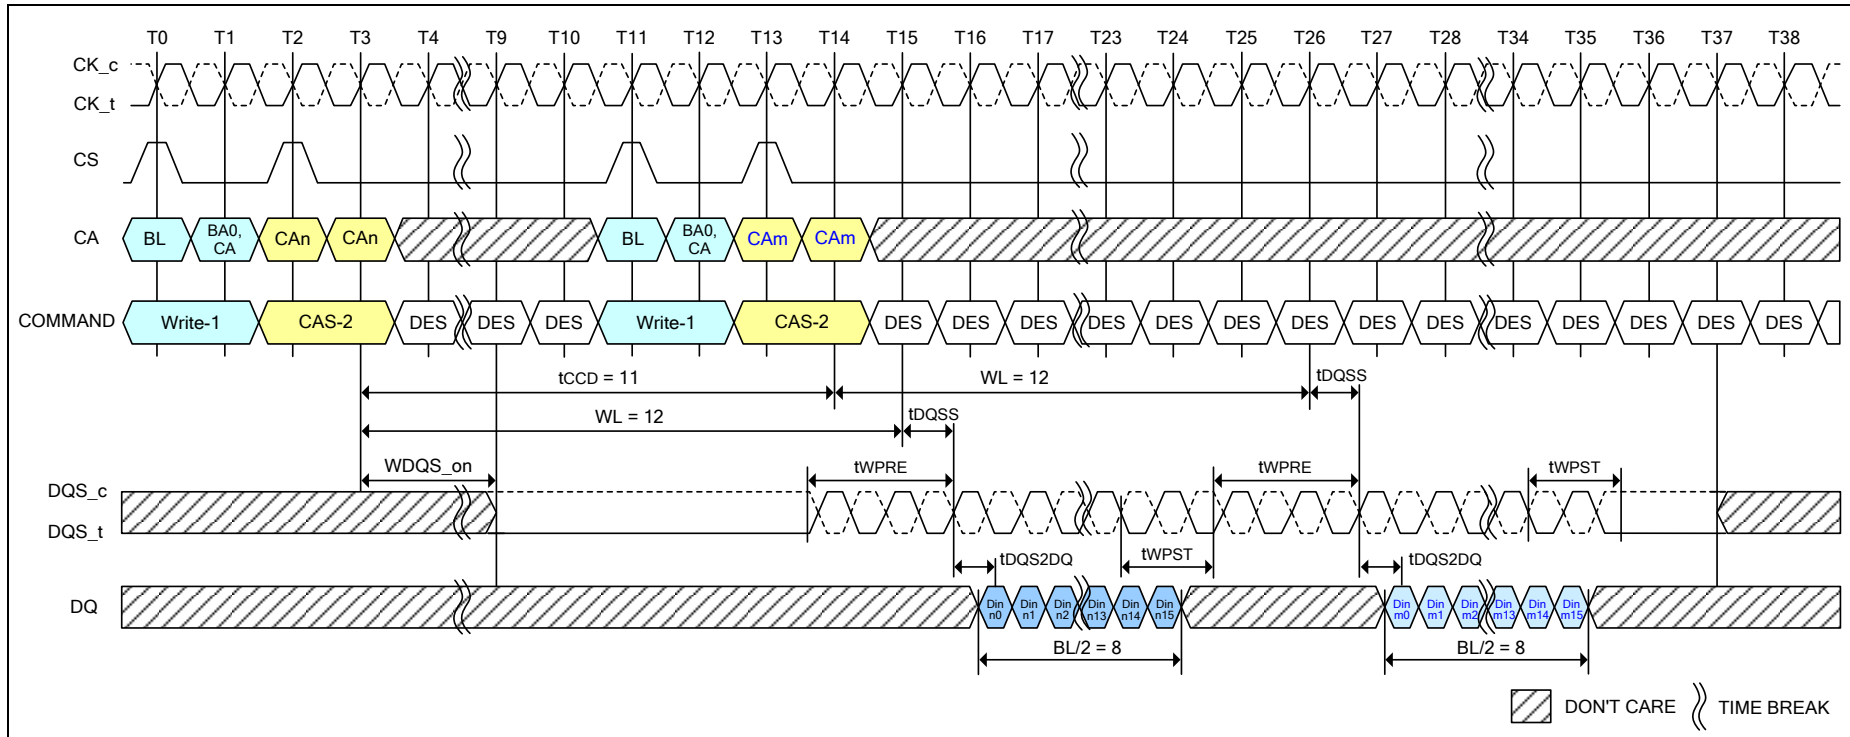 T0 T1 T2 T3 T4 T9 T10 T11 T12 T13 T14 T15 T16 T17 T23 T24 T25 T26 T27 T28 T34 T35 T36 T37 T38
CK_c
CK_t
CS
CA BL BA0, CA CAn CAn BL BA0, CA CAm CAm
COMMAND Write-1 CAS-2 DES DES DES Write-1 CAS-2 DES DES DES DES DES DES DES DES DES DES DES DES DES DES
tCCD = 11 WL = 12 tDQSS
WL = 12 tDQSS
WDQS_on tWPRE tWPRE tWPST
DQS_c
DQS_t
tDQS2DQ tWPST tDQS2DQ
DQ Din n0 Din n1 Din n2 Din n13 Din n14 Din n15 Din m0 Din m1 Din m2 Din m13 Din m14 Din m15
BL/2 = 8 BL/2 = 8
DON'T CARE TIME BREAK